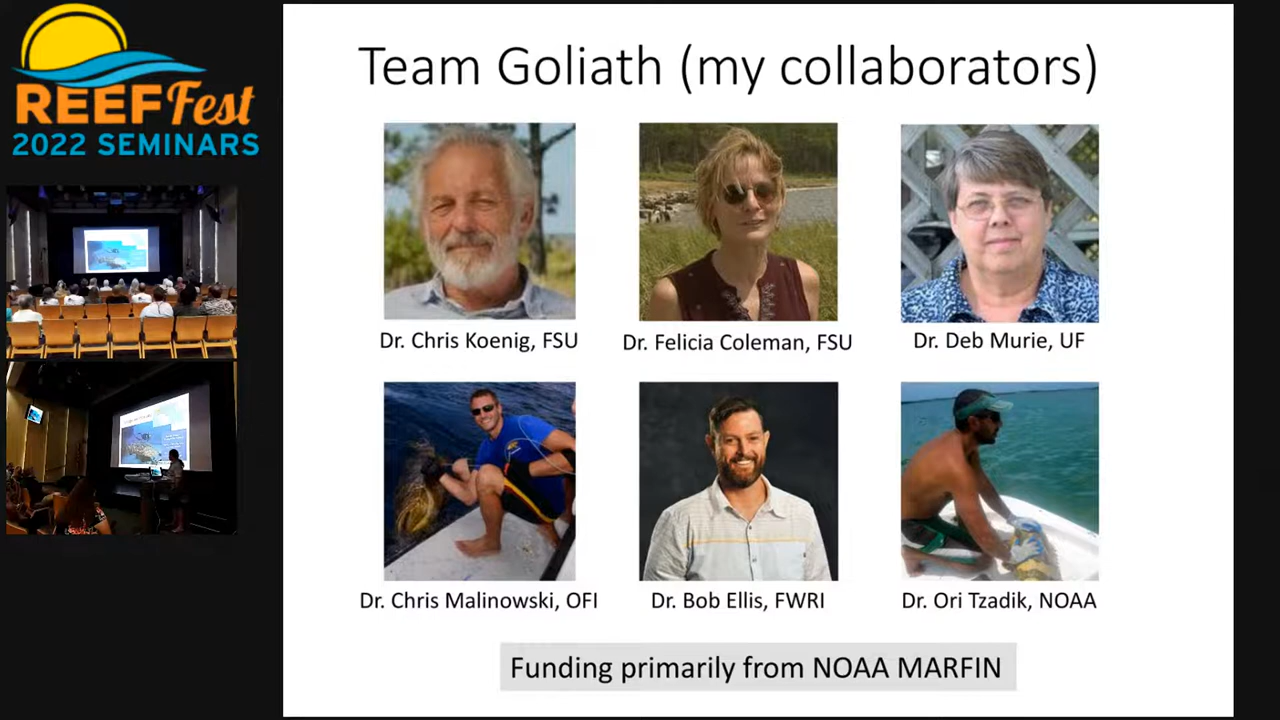 REEF Fest
2022 SEMINARS
Team Goliath (my collaborators)
Dr. Chris Koenig, FSU
Dr. Felicia Coleman, FSU
Dr. Deb Murie, UF
Dr. Chris Malinowski, OFI
Dr. Bob Ellis, FWRI
Dr. Ori Tzadik, NOAA
Funding primarily from NOAA MARFIN